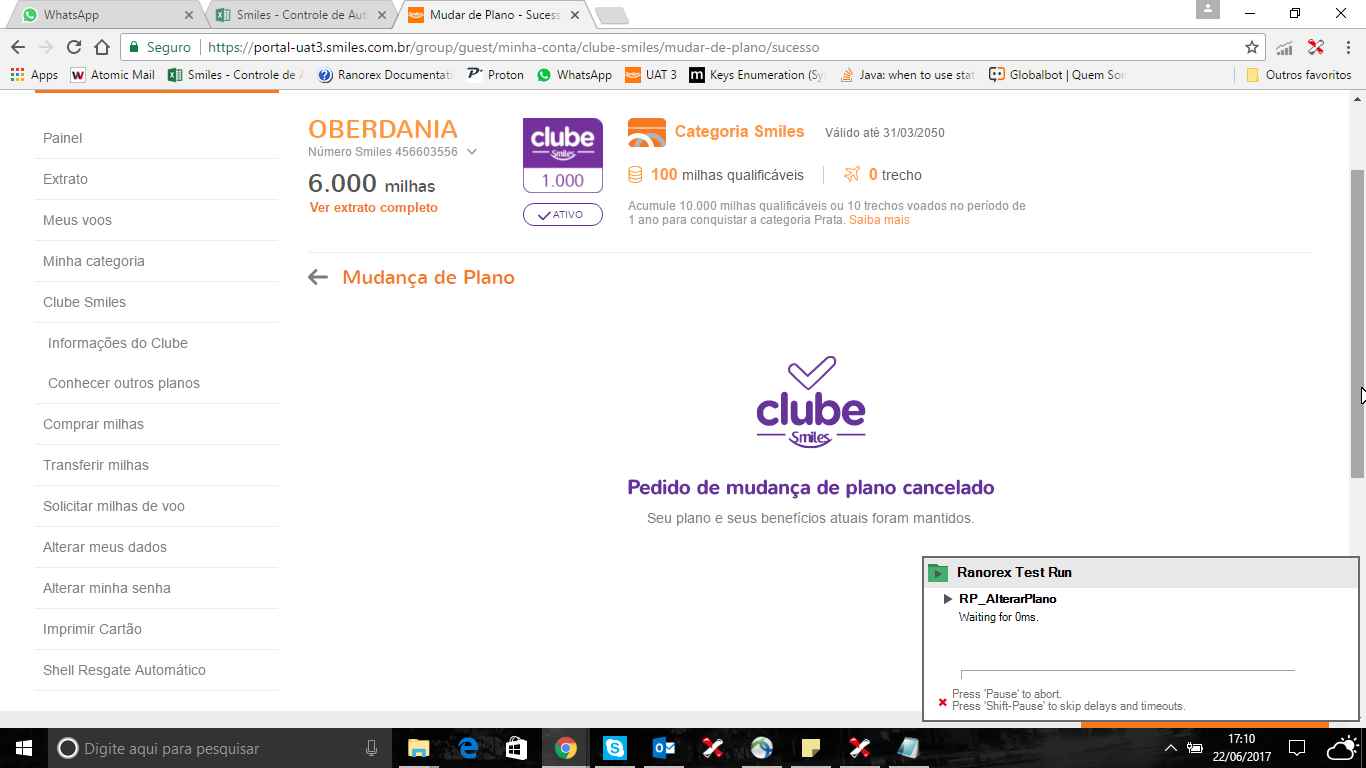 WhatsApp
Smiles - Controle de Aut
Mudar de Plano - Sucess
Seguro
https://portal-uat3.smiles.com.br/group/guest/minha-conta/clube-smiles/mudar-de-plano/sucesso
Apps
Atomic Mail
Smiles - Controle de A
Ranorex Documentati
Proton
WhatsApp
UAT 3
Keys Enumeration (Sy
Java: when to use stat
Globalbot | Quem Son
Outros favoritos
Painel
Extrato
Meus voos
Minha categoria
Clube Smiles
Informações do Clube
Conhecer outros planos
Comprar milhas
Transferir milhas
Solicitar milhas de voo
Alterar meus dados
Alterar minha senha
Imprimir Cartão
Shell Resgate Automático
OBERDANIA
Número Smiles 456603556
6.000 milhas
Ver extrato completo
clube
Smiles
1.000
ATIVO
Categoria Smiles
Válido até 31/03/2050
100 milhas qualificáveis
0 trecho
Acumule 10.000 milhas qualificáveis ou 10 trechos voados no período de
1 ano para conquistar a categoria Prata. Saiba mais
Mudança de Plano
clube
Smiles
Pedido de mudança de plano cancelado
Seu plano e seus benefícios atuais foram mantidos.
Ranorex Test Run
RP_AlterarPlano
Waiting for 0ms.
Press 'Pause' to abort.
Press 'Shift-Pause' to skip delays and timeouts.
Digite aqui para pesquisar
17:10
22/06/2017